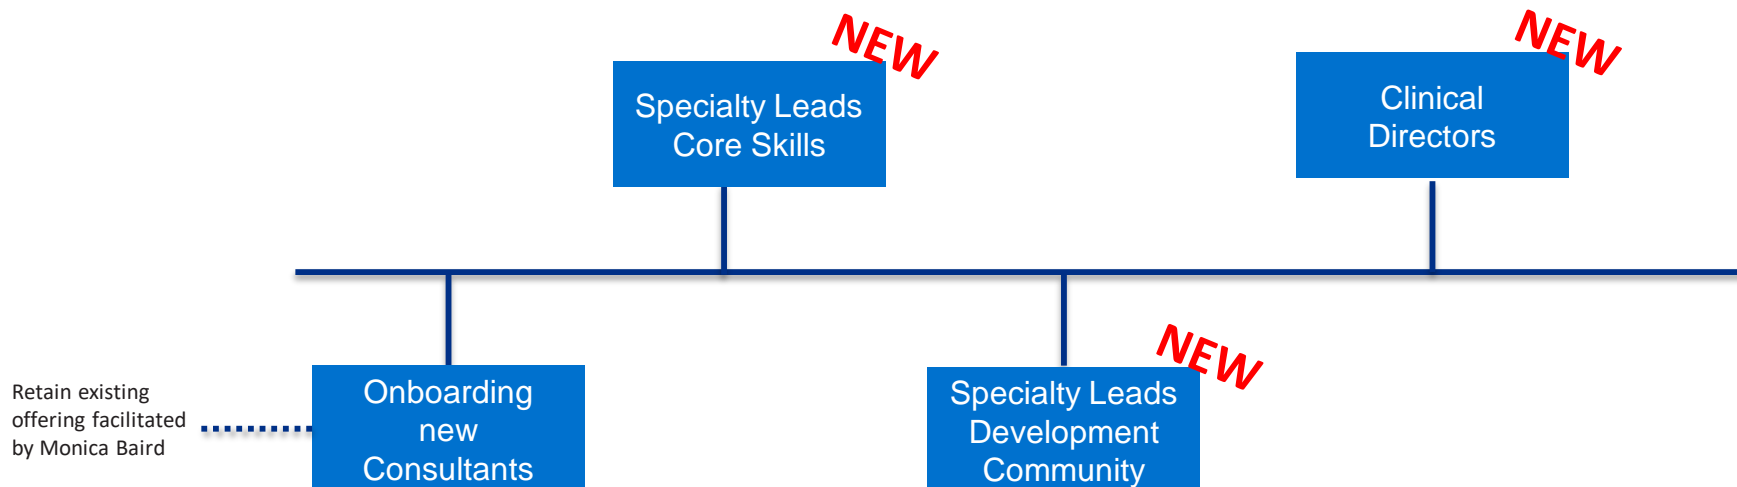 NEW
Specialty Leads
Core Skills
NEW
Clinical
Directors
Retain existing
offering facilitated
by Monica Baird
Onboarding
new
Consultants
NEW
Specialty Leads
Development
Community